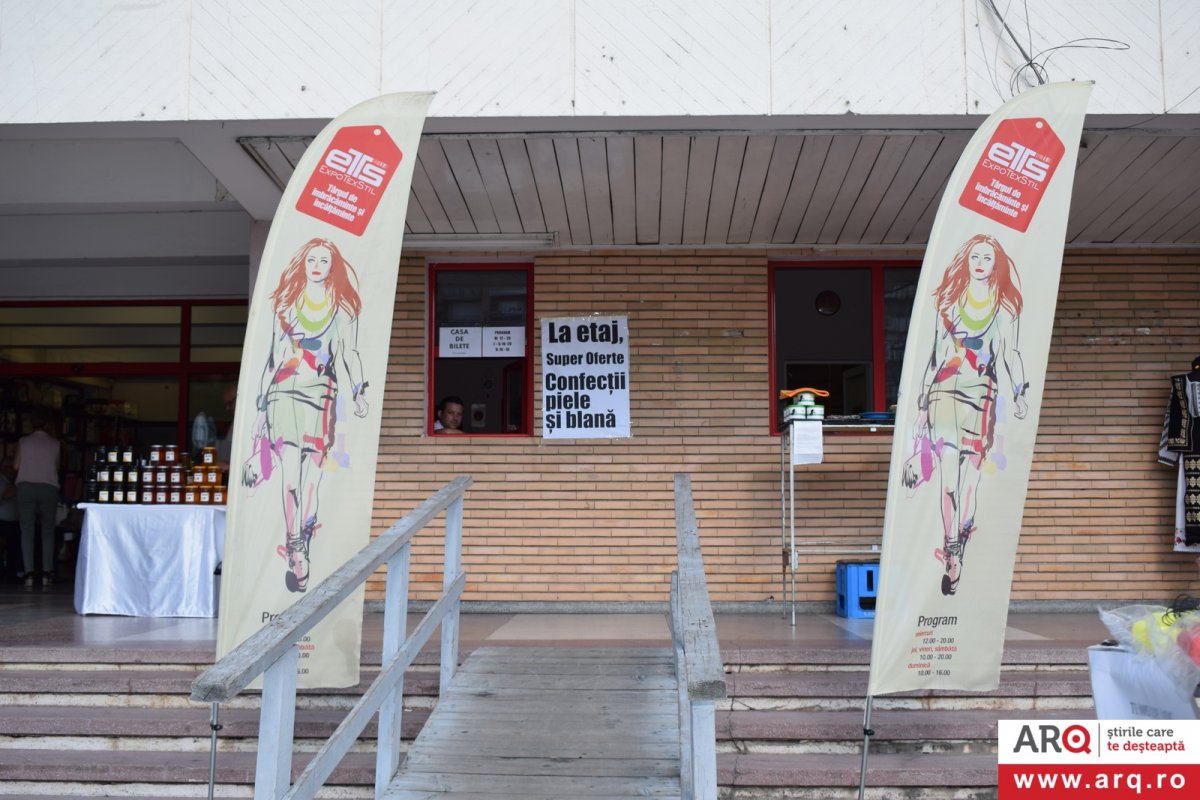 eTs
EXPOTEXSTIL
Târgul de
îmbrăcăminte și
încălțăminte
eTs
EXPOTEXSTIL
Târgul de
îmbrăcăminte și
încălțăminte
CASA
DE
BILETE
PROGRAM
La etaj,
Super Oferte
Confecții
piele
și blană
Program
miercuri
12.00 - 20.00
joi, vineri, sâmbătă
10.00 - 20.00
duminică
10.00 - 16.00
ARQ
știrile care
te deșteaptă
www.arq.ro